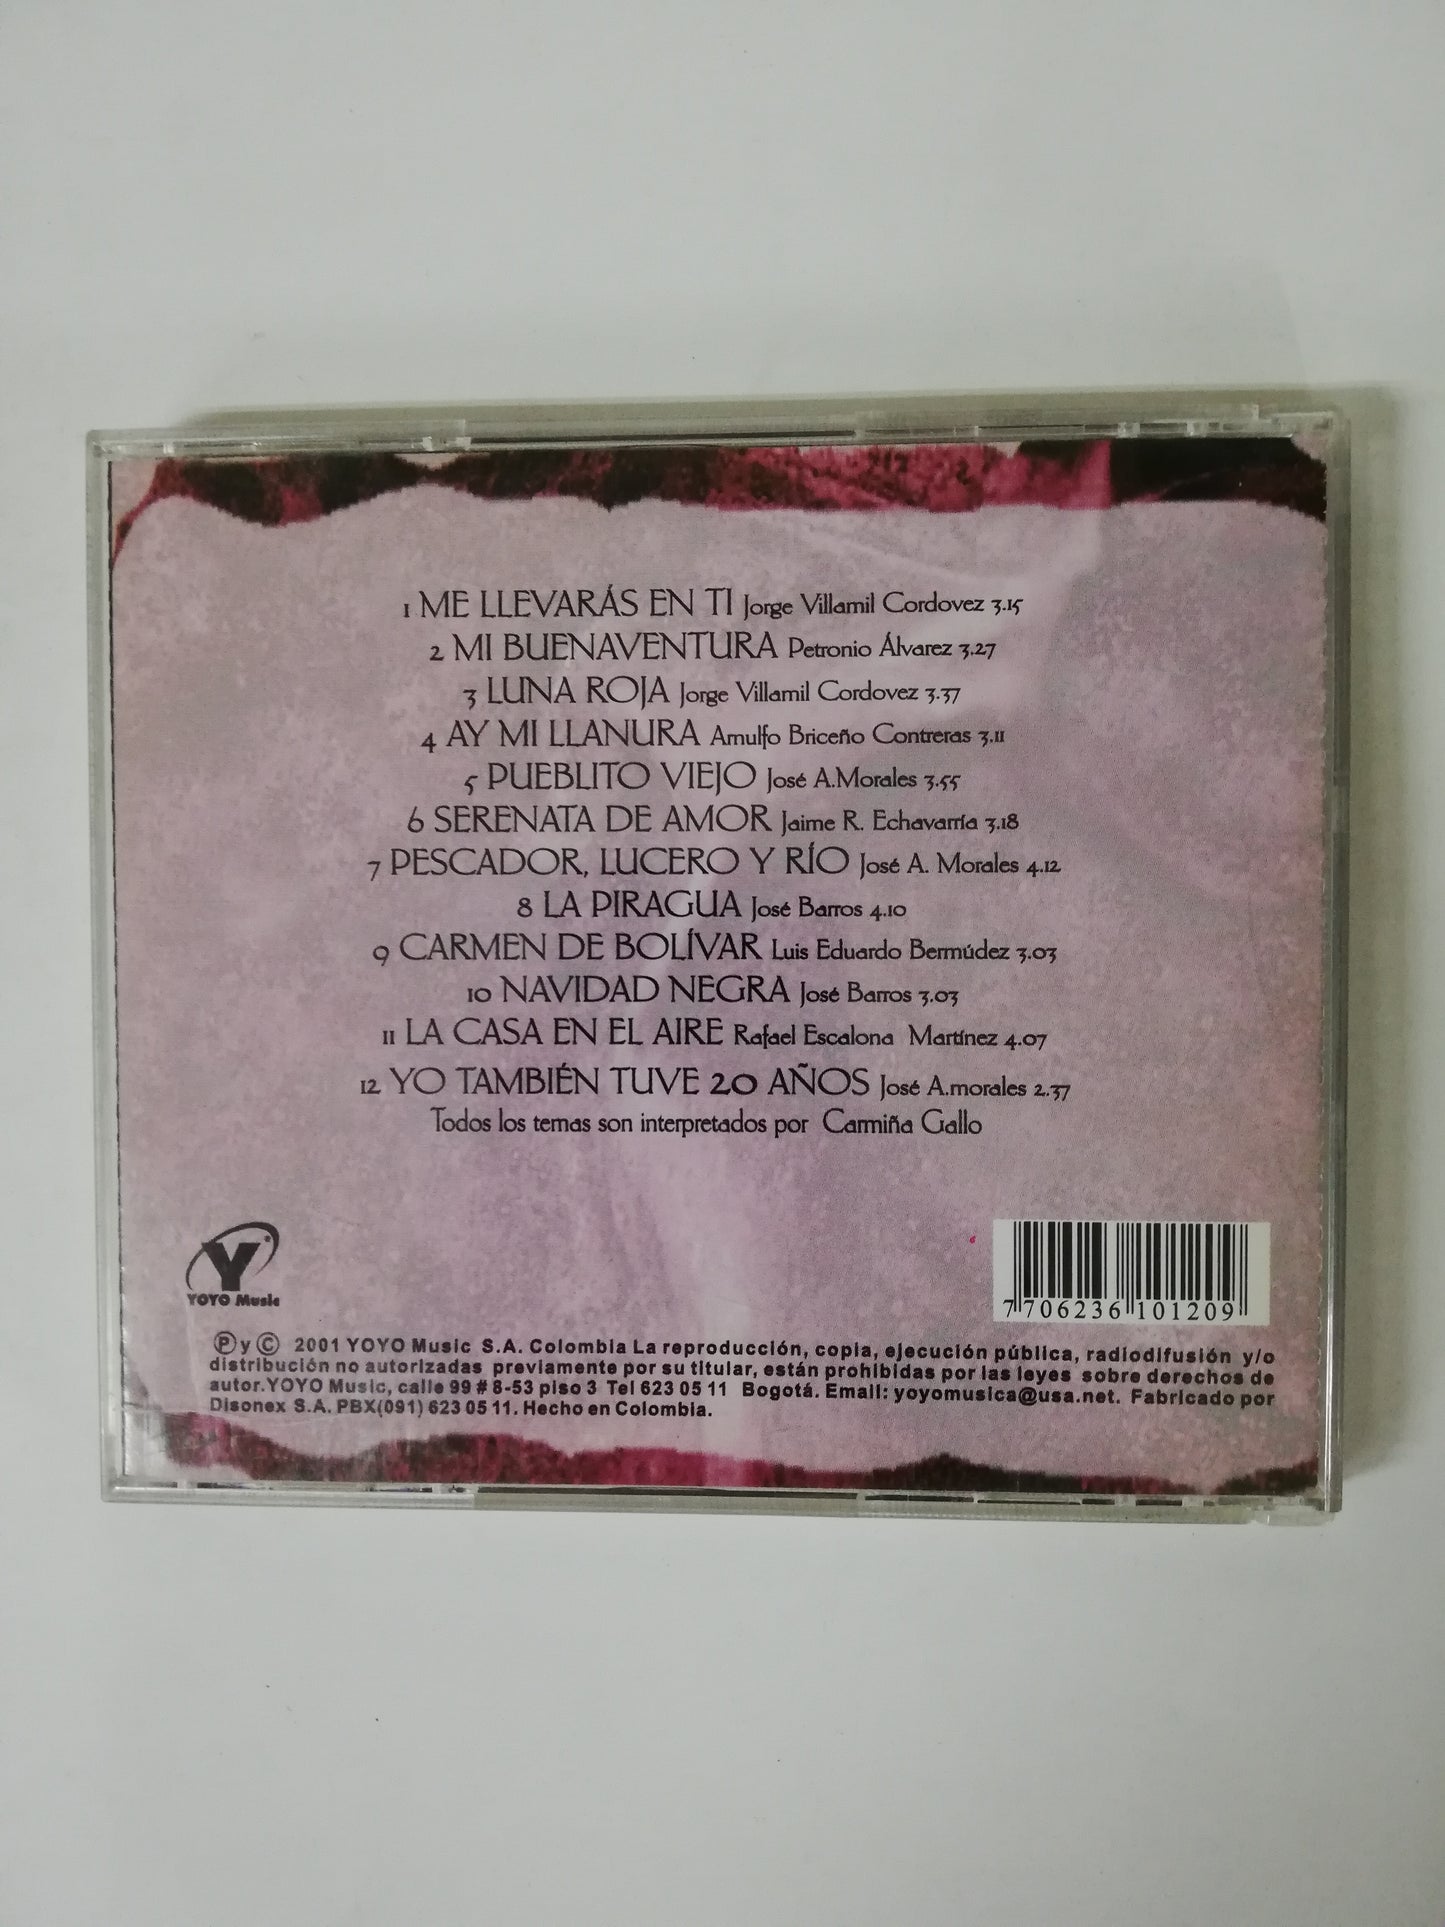 1 ME LLEVARÁS EN TI Jorge Villamil Cordovez 3.15
2 MI BUENAVENTURA Petronio Álvarez 3.27
3 LUNA ROJA Jorge Villamil Cordovez 3.37
4 AY MI LLANURA Arnulfo Briceño Contreras 3.11
5 PUEBLITO VIEJO José A.Morales 3.55
6 SERENATA DE AMOR Jaime R. Echavarría 3.18
7 PESCADOR, LUCERO Y RÍO José A. Morales 4.12
8 LA PIRAGUA José Barros 4.10
9 CARMEN DE BOLÍVAR Luis Eduardo Bermúdez 3.03
10 NAVIDAD NEGRA José Barros 3.03
11 LA CASA EN EL AIRE Rafael Escalona Martínez 4.07
12 YO TAMBIÉN TUVE 20 AÑOS José A.morales 2.37
Todos los temas son interpretados por Carmiña Gallo
Y
YOYO Music
7 706236 101209
Ⓟ y © 2001 YOYO Music S.A. Colombia La reproducción, copia, ejecución pública, radiodifusión y/o
distribución no autorizadas previamente por su titular, están prohibidas por las leyes sobre derechos de
autor.YOYO Music, calle 99 # 8-53 piso 3 Tel 623 05 11 Bogotá. Email: yoyomusica@usa.net. Fabricado por
Disonex S.A. PBX(091) 623 05 11. Hecho en Colombia.